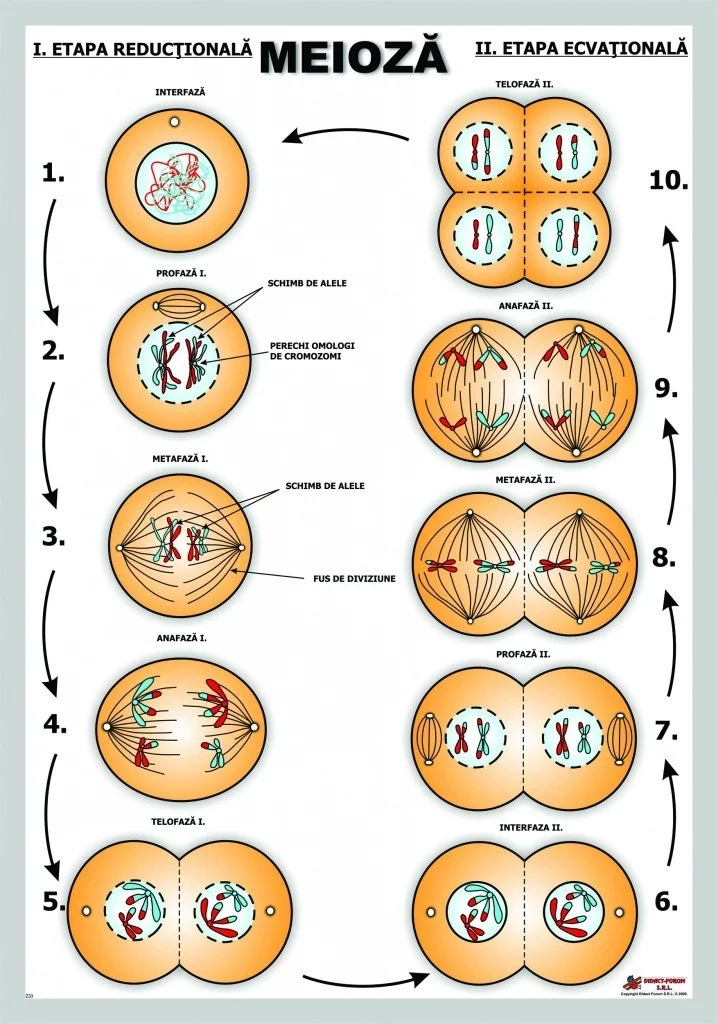 I. ETAPA REDUCŢIONALĂ
MEIOZĂ
II. ETAPA ECVAŢIONALĂ
INTERFAZĂ
1.
PROFAZĂ I.
SCHIMB DE ALELE
PERECHI OMOLOGI
DE CROMOZOMI
2.
METAFAZĂ I.
SCHIMB DE ALELE
3.
FUS DE DIVIZIUNE
ANAFAZĂ I.
4.
TELOFAZĂ I.
5.
INTERFAZA II.
6.
PROFAZĂ II.
7.
METAFAZĂ II.
8.
ANAFAZĂ II.
9.
TELOFAZĂ II.
10.
233
DIDACT-FORUM
S.R.L.
Copyright Didact Forum S.R.L. © 2005.